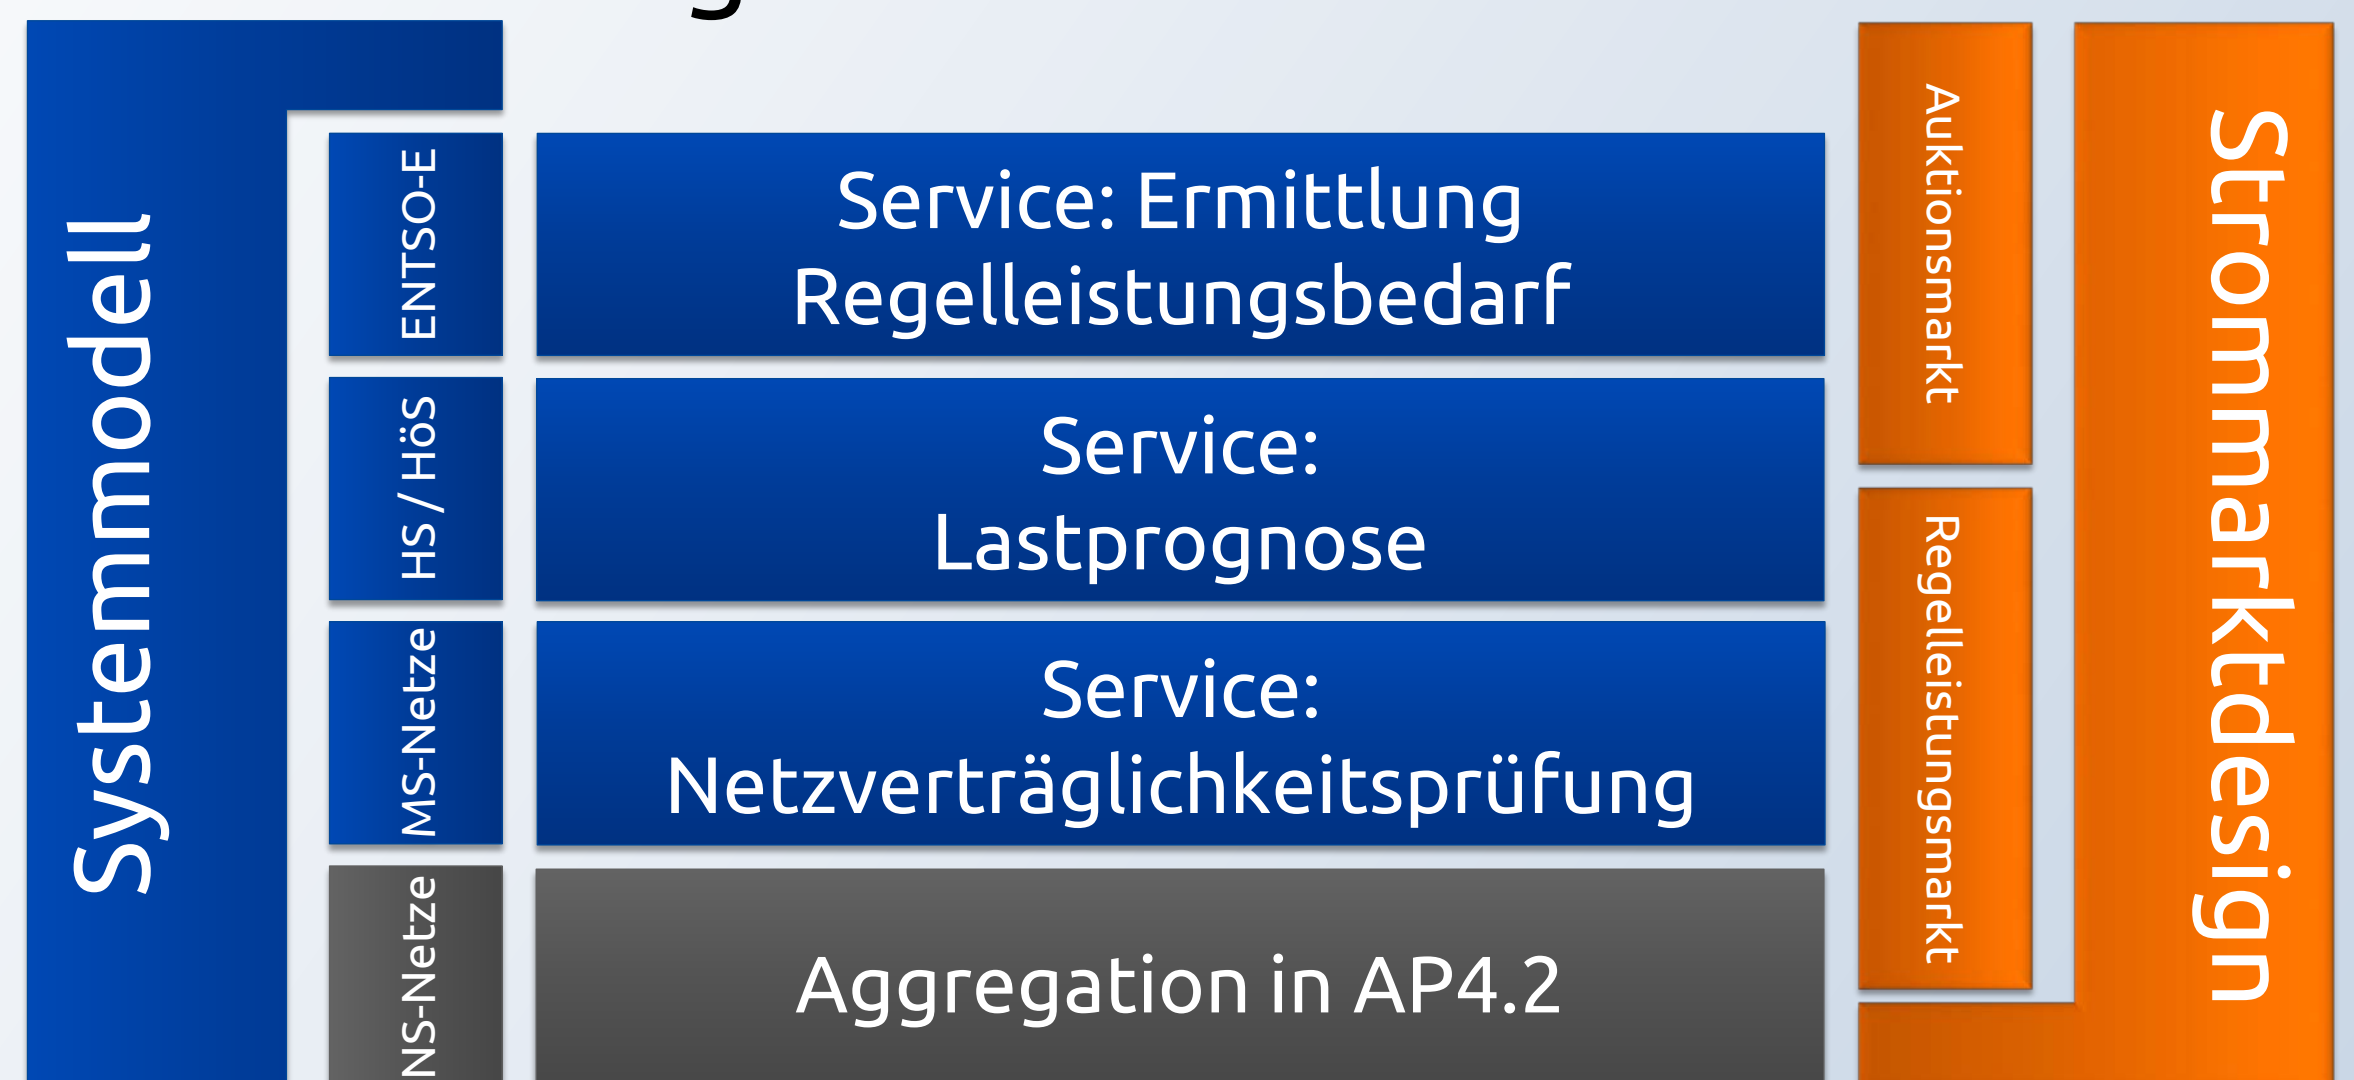 Systemmodell
ENTSO-E
Service: Ermittlung
Regelleistungsbedarf
HS / HöS
Service:
Lastprognose
MS-Netze
Service:
Netzverträglichkeitsprüfung
NS-Netze
Aggregation in AP4.2
Auktionsmarkt
Regelleistungsmarkt
Strommarktdesign